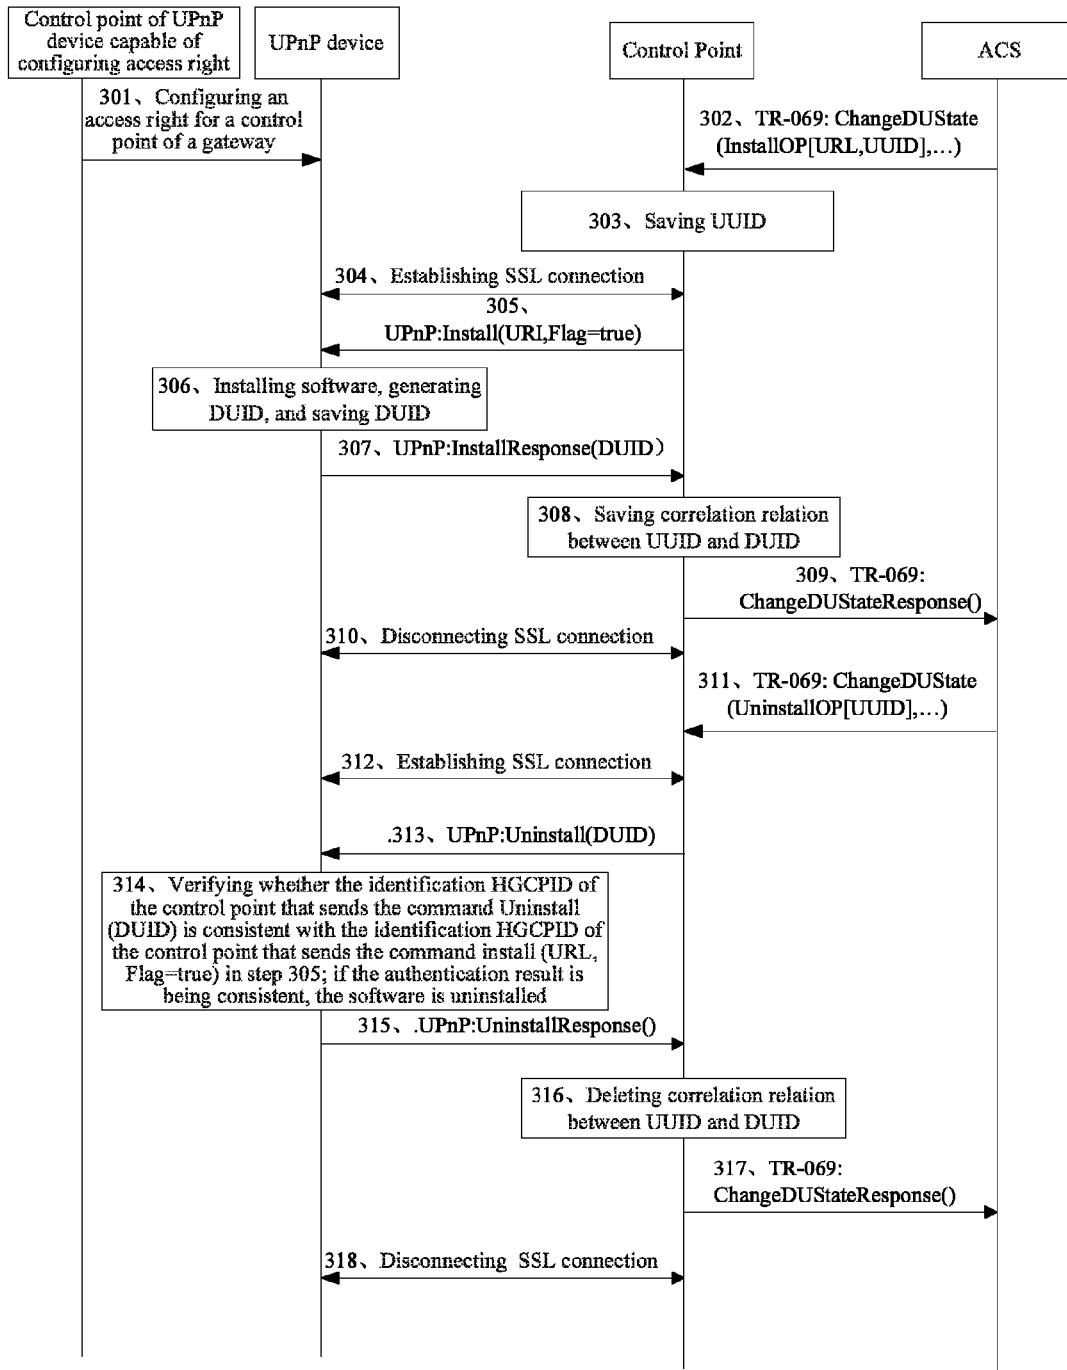 Control point of UPnP
device capable of
configuring access right
UPnP device
Control Point
ACS
301、Configuring an
access right for a control
point of a gateway
302、TR-069: ChangeDUState
(InstallOP[URL,UUID],…)
303、Saving UUID
304、Establishing SSL connection
305、
UPnP:Install(URI,Flag=true)
306、Installing software, generating
DUID, and saving DUID
307、UPnP:InstallResponse(DUID)
308、Saving correlation relation
between UUID and DUID
309、TR-069:
ChangeDUStateResponse()
310、Disconnecting SSL connection
311、TR-069: ChangeDUState
(UninstallOP[UUID],…)
312、Establishing SSL connection
.313、UPnP:Uninstall(DUID)
314、Verifying whether the identification HGCPID of
the control point that sends the command Uninstall
(DUID) is consistent with the identification HGCPID of
the control point that sends the command install (URL,
Flag=true) in step 305; if the authentication result is
being consistent, the software is uninstalled
315、.UPnP:UninstallResponse()
316、Deleting correlation relation
between UUID and DUID
317、TR-069:
ChangeDUStateResponse()
318、Disconnecting SSL connection